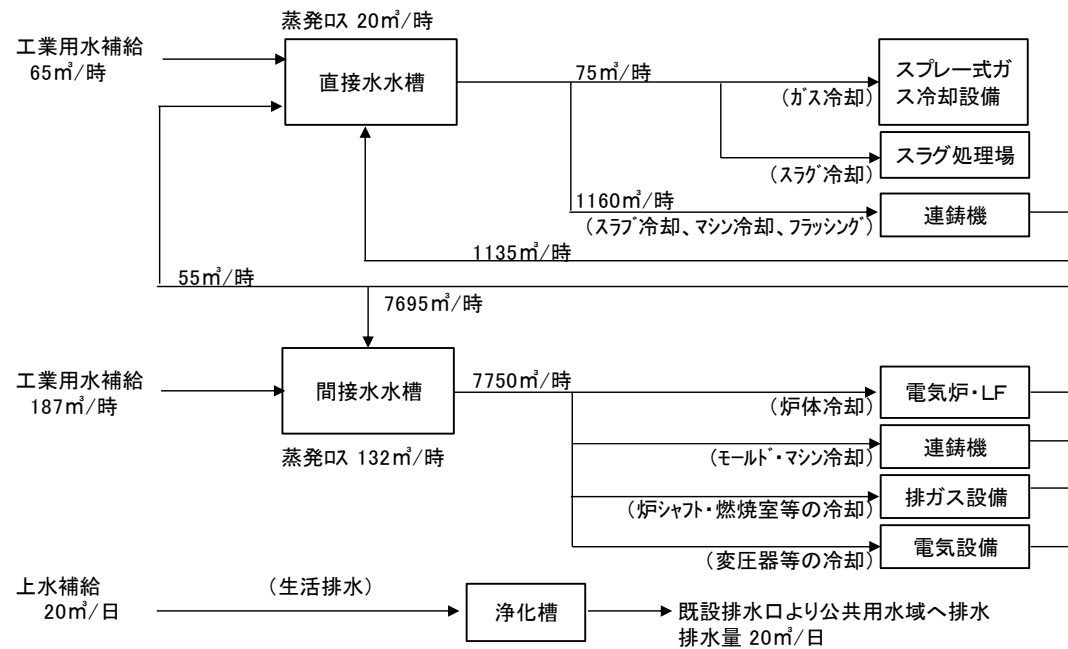 蒸発ロス 20㎥/時
工業用水補給
65㎥/時
直接水水槽
75㎥/時
(ガス冷却)
スプレー式ガ
ス冷却設備
(スラグ冷却)
スラグ処理場
1160㎥/時
(スラブ冷却、マシン冷却、フラッシング)
連鋳機
1135㎥/時
55㎥/時
7695㎥/時
工業用水補給
187㎥/時
間接水水槽
蒸発ロス 132㎥/時
7750㎥/時
(炉体冷却)
電気炉・LF
(モールド・マシン冷却)
連鋳機
(炉シャフト・燃焼室等の冷却)
排ガス設備
(変圧器等の冷却)
電気設備
上水補給
20㎥/日
(生活排水)
浄化槽
既設排水口より公共用水域へ排水
排水量 20㎥/日